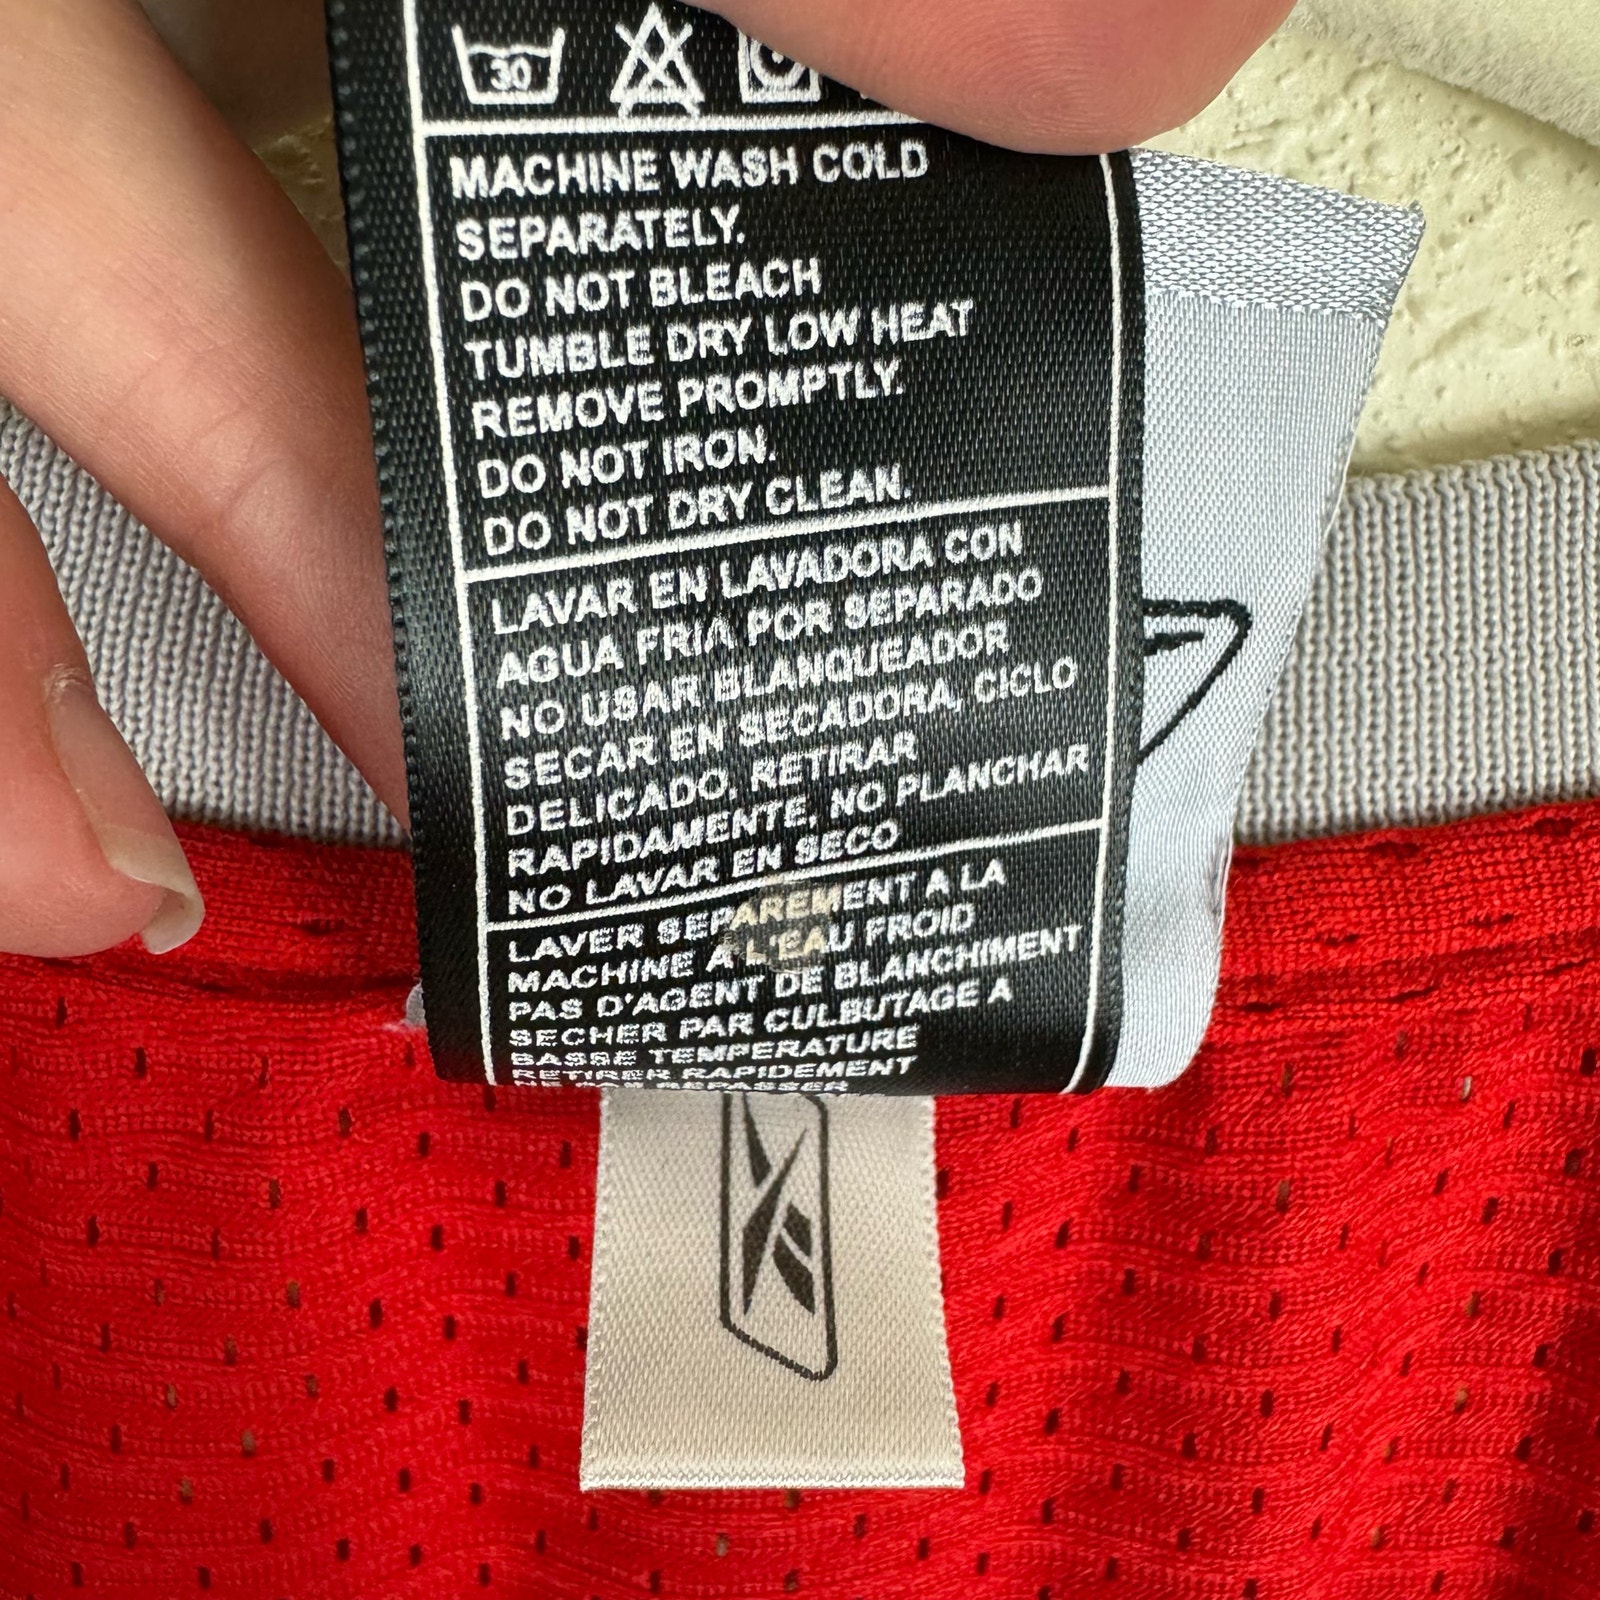 30
MACHINE WASH COLD
SEPARATELY.
DO NOT BLEACH
TUMBLE DRY LOW HEAT
REMOVE PROMPTLY.
DO NOT IRON.
DO NOT DRY CLEAN.
LAVAR EN LAVADORA CON
AGUA FRIA POR SEPARADO
NO USAR BLANQUEADOR
SECAR EN SECADORA, CICLO
DELICADO, RETIRAR
RAPIDAMENTE, NO PLANCHAR
NO LAVAR EN SECO
LAVER SEPAREMENT A LA
MACHINE A L'EAU FROID
PAS D'AGENT DE BLANCHIMENT
SECHER PAR CULBUTAGE A
BASSE TEMPERATURE
RETIRER RAPIDEMENT
NE PAS REPASSER